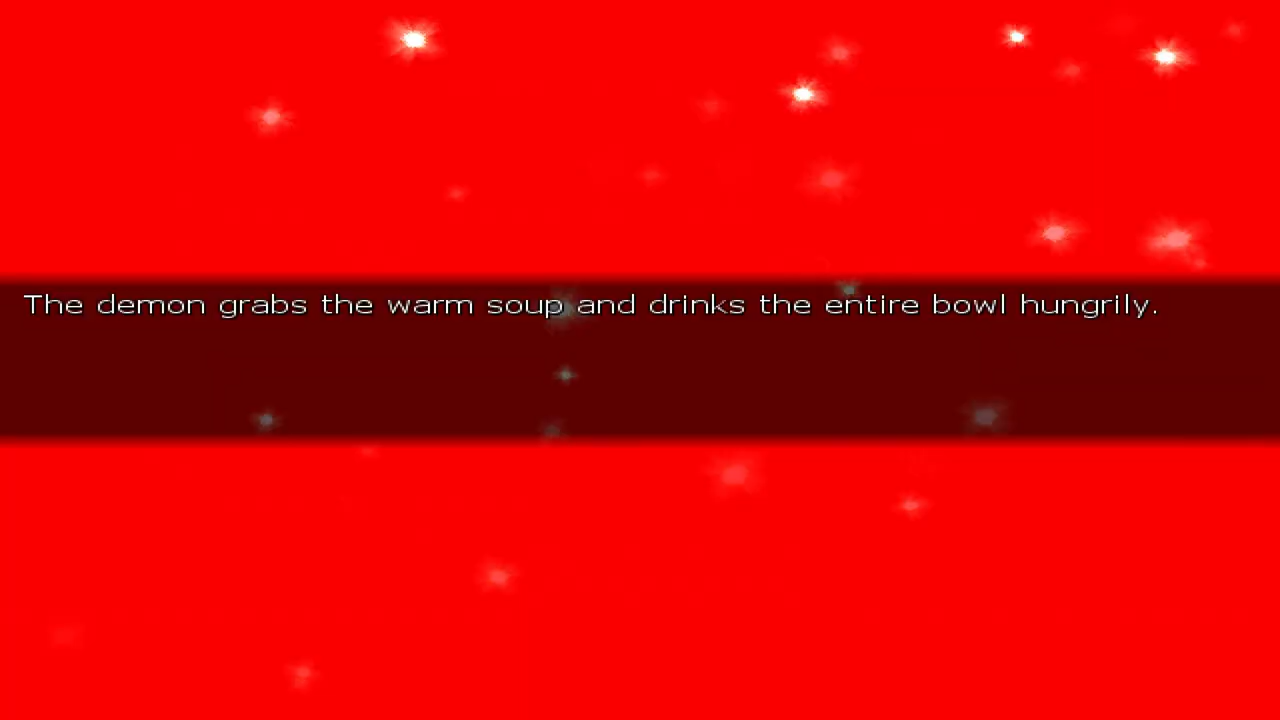 The demon grabs the warm soup and drinks the entire bowl hungrily.